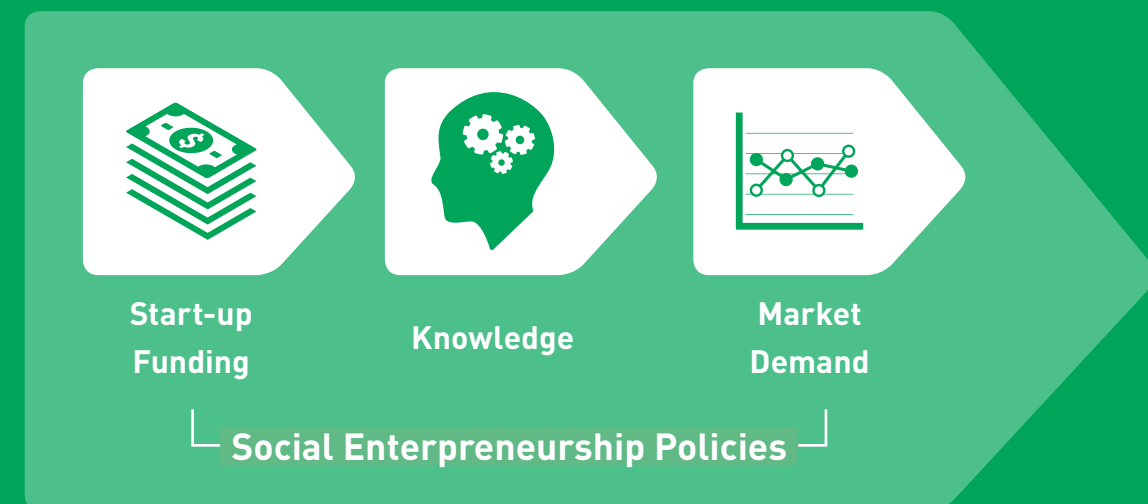 Start-up
Funding
Knowledge
Market
Demand
Social Enterpreneurship Policies